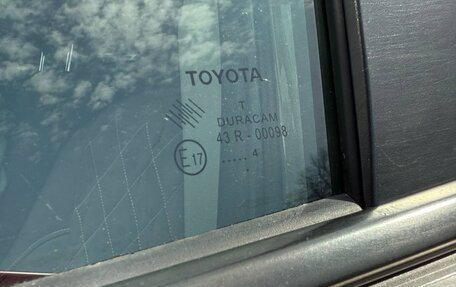 TOYOTA
T
DURACAM
43 R - 00098
E17
..... 4
.